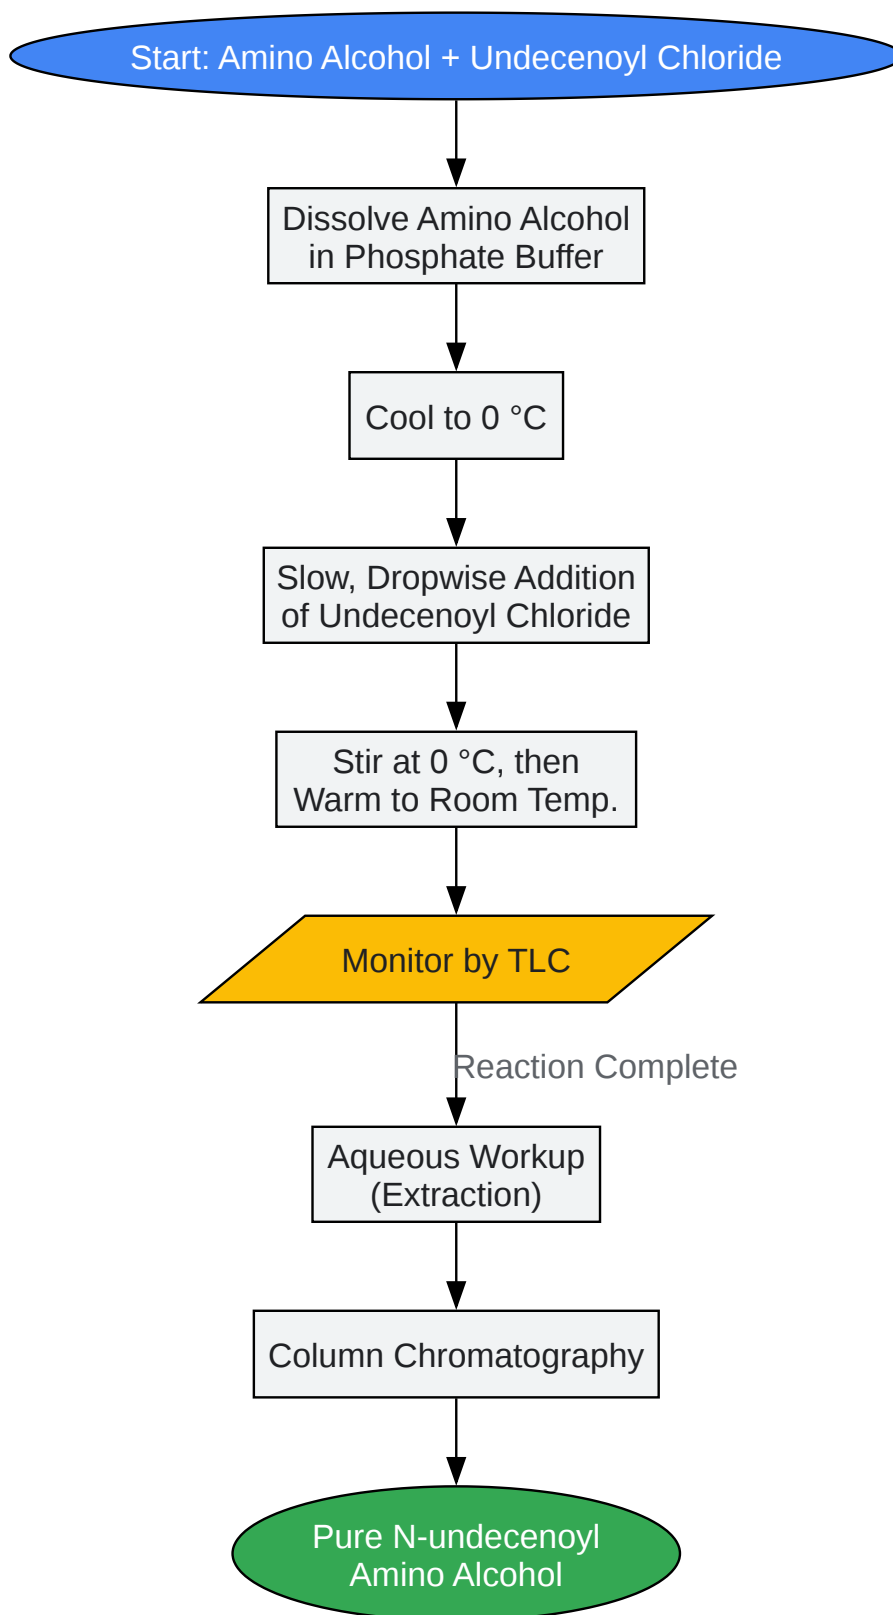 Start: Amino Alcohol + Undecenoyl Chloride
Dissolve Amino Alcohol
in Phosphate Buffer
Cool to 0 °C
Slow, Dropwise Addition
of Undecenoyl Chloride
Stir at 0 °C, then
Warm to Room Temp.
Monitor by TLC
Reaction Complete
Aqueous Workup
(Extraction)
Column Chromatography
Pure N-undecenoyl
Amino Alcohol